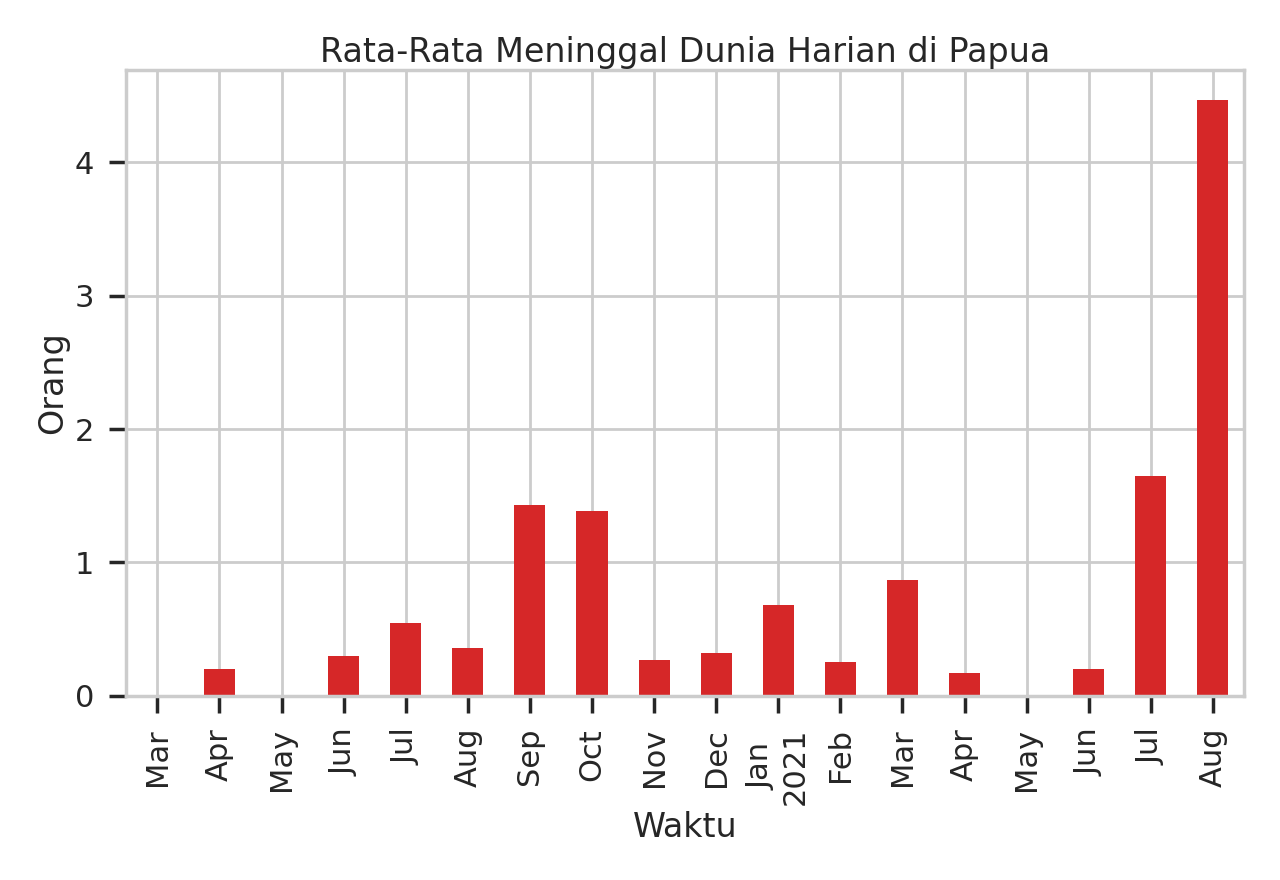 Rata-Rata Meninggal Dunia Harian di Papua
Orang
4
3
2
1
0
Mar
Apr
May
Jun
Jul
Aug
Sep
Oct
Nov
Dec
Jan
2021
Feb
Mar
Apr
May
Jun
Jul
Aug
Waktu